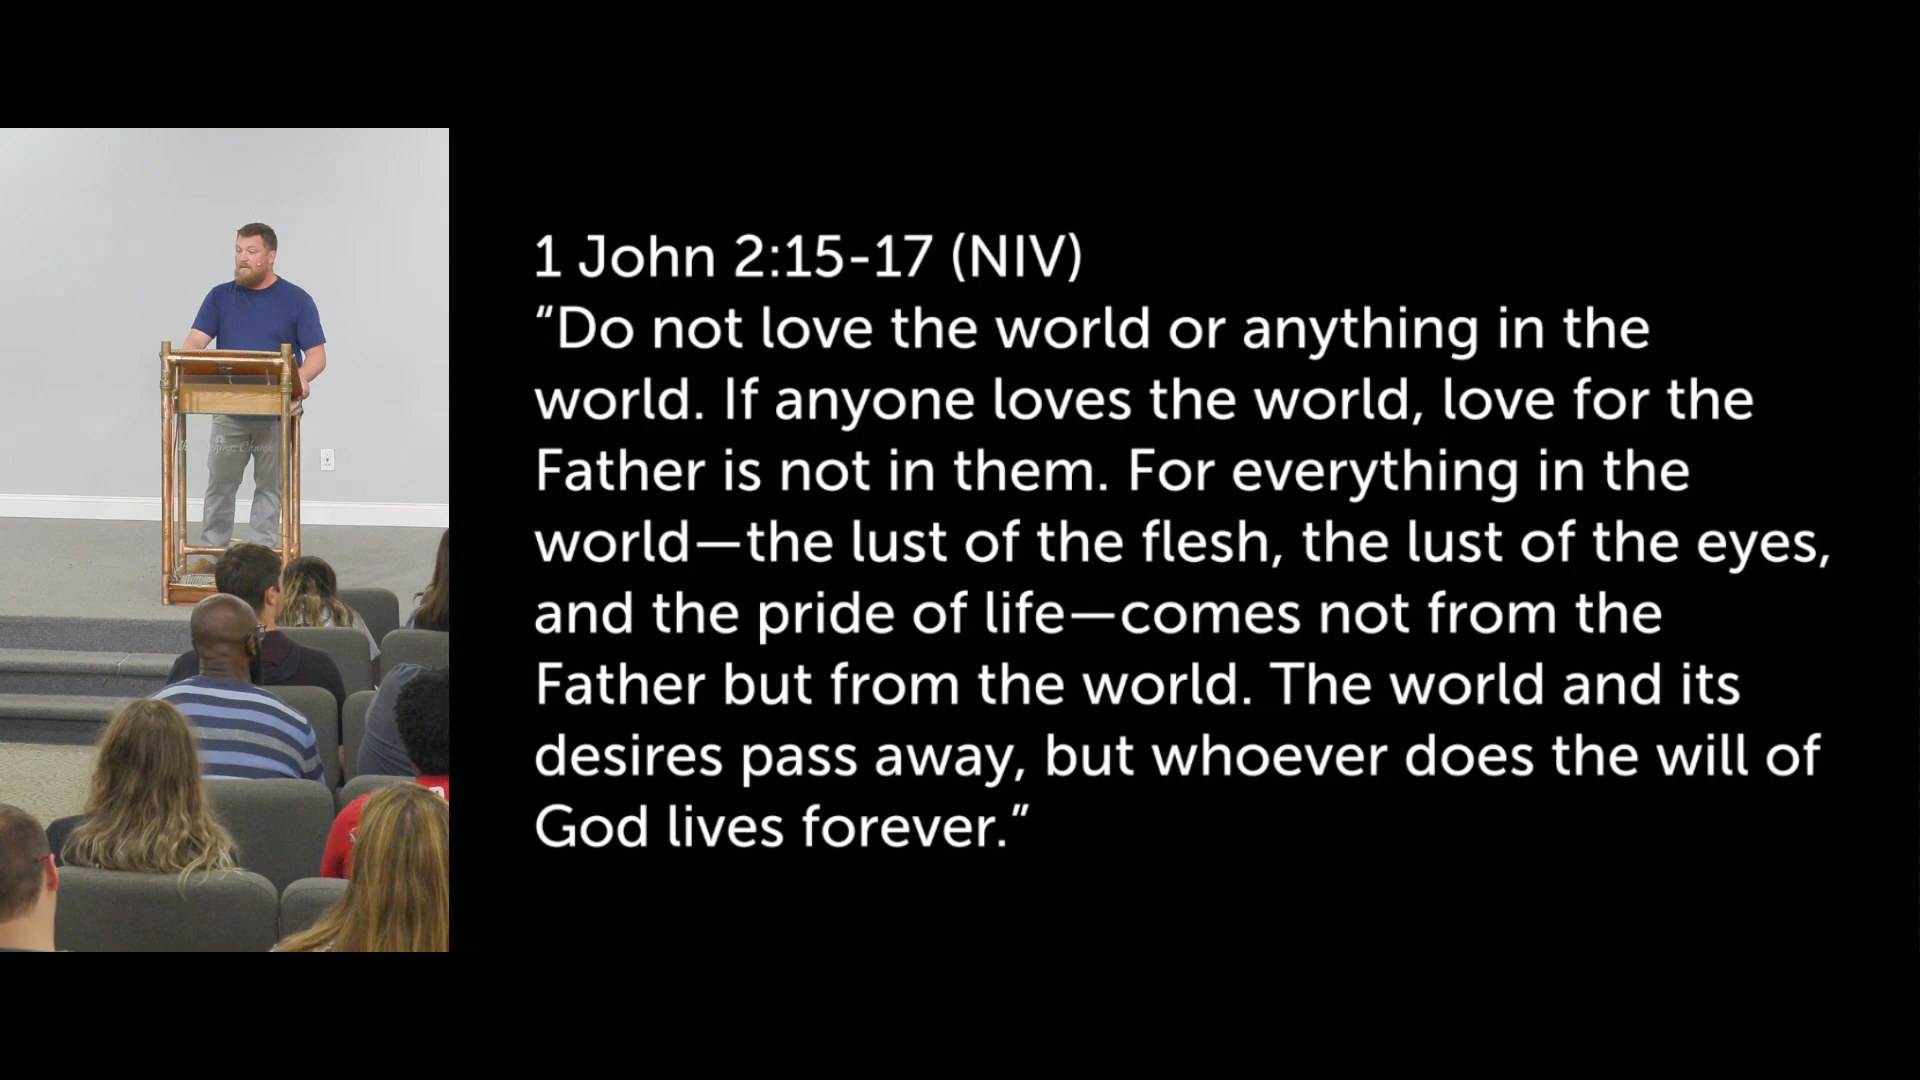 1 John 2:15-17 (NIV)
“Do not love the world or anything in the
world. If anyone loves the world, love for the
Father is not in them. For everything in the
world—the lust of the flesh, the lust of the eyes,
and the pride of life—comes not from the
Father but from the world. The world and its
desires pass away, but whoever does the will of
God lives forever.”